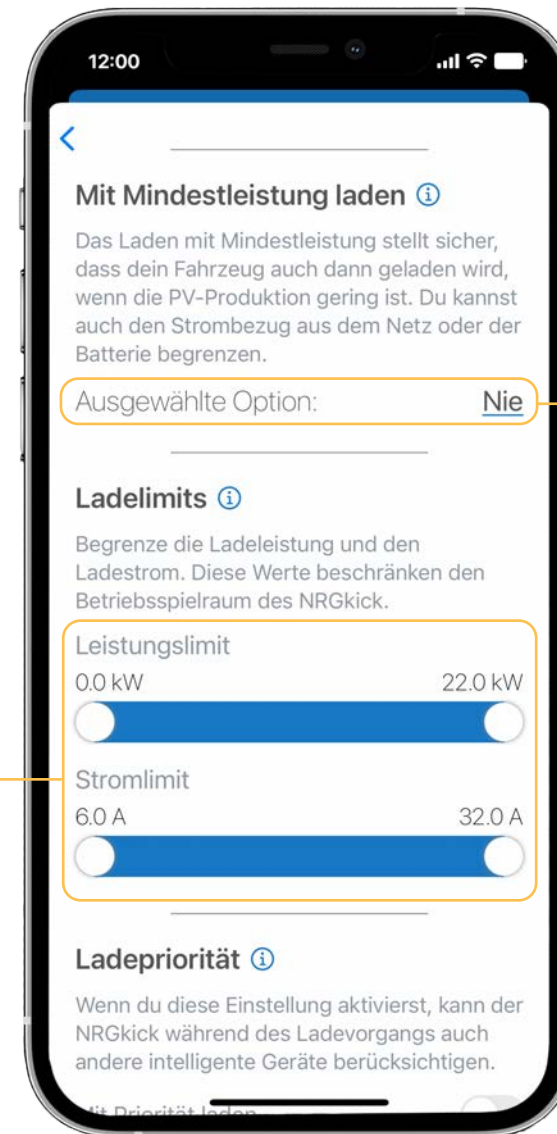 12:00
Mit Mindestleistung laden
Das Laden mit Mindestleistung stellt sicher,
dass dein Fahrzeug auch dann geladen wird,
wenn die PV-Produktion gering ist. Du kannst
auch den Strombezug aus dem Netz oder der
Batterie begrenzen.
Ausgewählte Option: Nie
Ladelimits
Begrenze die Ladeleistung und den
Ladestrom. Diese Werte beschränken den
Betriebsspielraum des NRGkick.
Leistungslimit
0.0 kW 22.0 kW
Stromlimit
6.0 A 32.0 A
Ladepriorität
Wenn du diese Einstellung aktivierst, kann der
NRGkick während des Ladevorgangs auch
andere intelligente Geräte berücksichtigen.
Mit Priorität laden